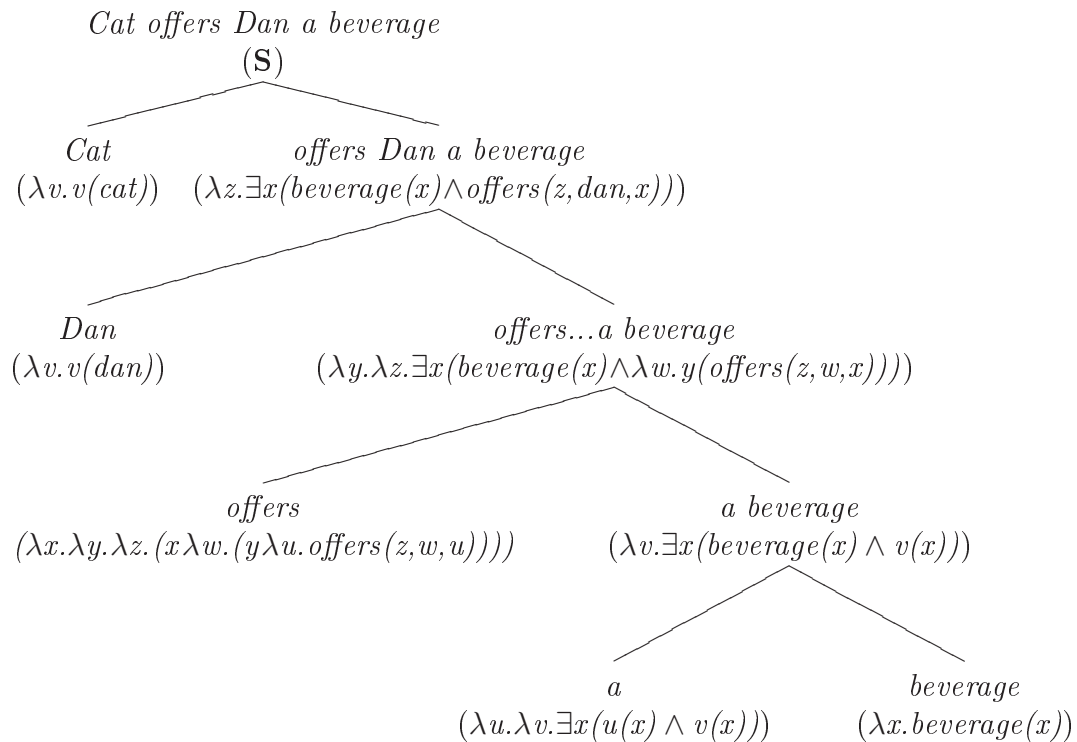 Cat offers Dan a beverage
(S)
Cat offers Dan a beverage
(λv.v(cat)) (λz.∃x(beverage(x)∧offers(z,dan,x)))
Dan offers...a beverage
(λv.v(dan)) (λy.λz.∃x(beverage(x)∧λw.y(offers(z,w,x))))
offers a beverage
(λx.λy.λz.(xλw.(yλu.offers(z,w,u)))) (λv.∃x(beverage(x) ∧ v(x)))
a beverage
(λu.λv.∃x(u(x) ∧ v(x))) (λx.beverage(x))